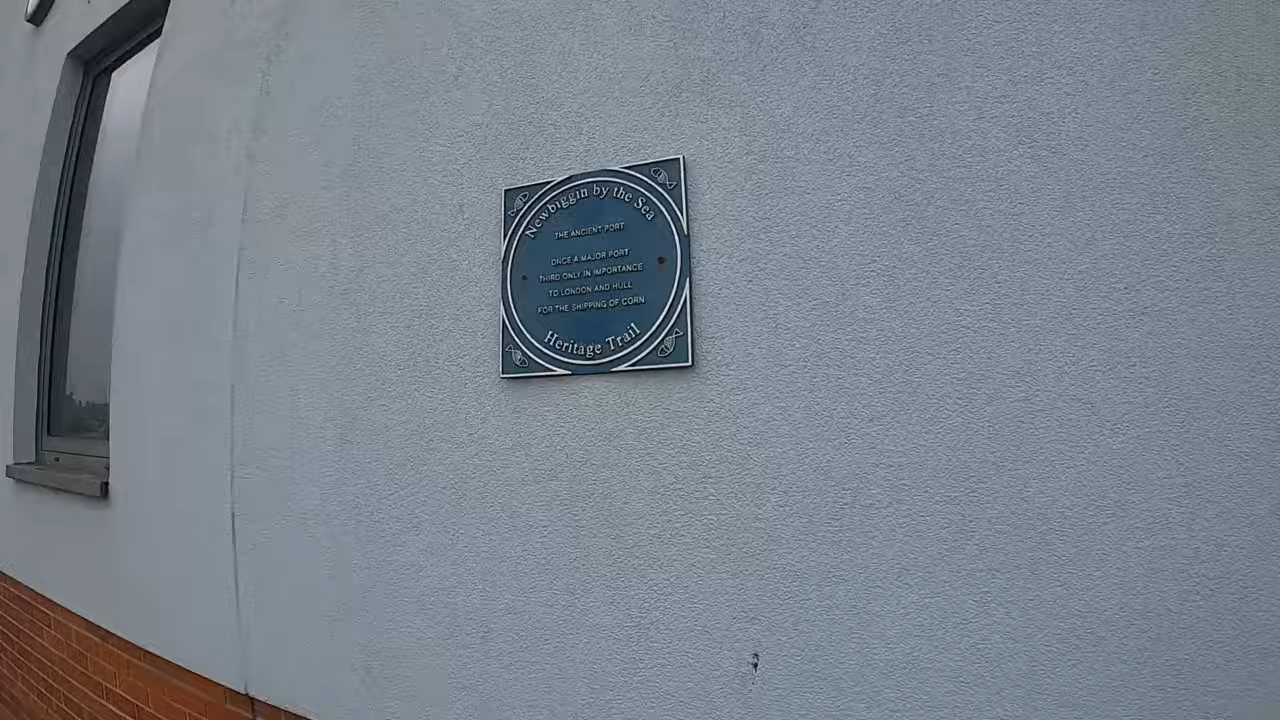 Newbiggin by the Sea
THE ANCIENT PORT
ONCE A MAJOR PORT
THIRD ONLY IN IMPORTANCE
TO LONDON AND HULL
FOR THE SHIPPING OF CORN
Heritage Trail